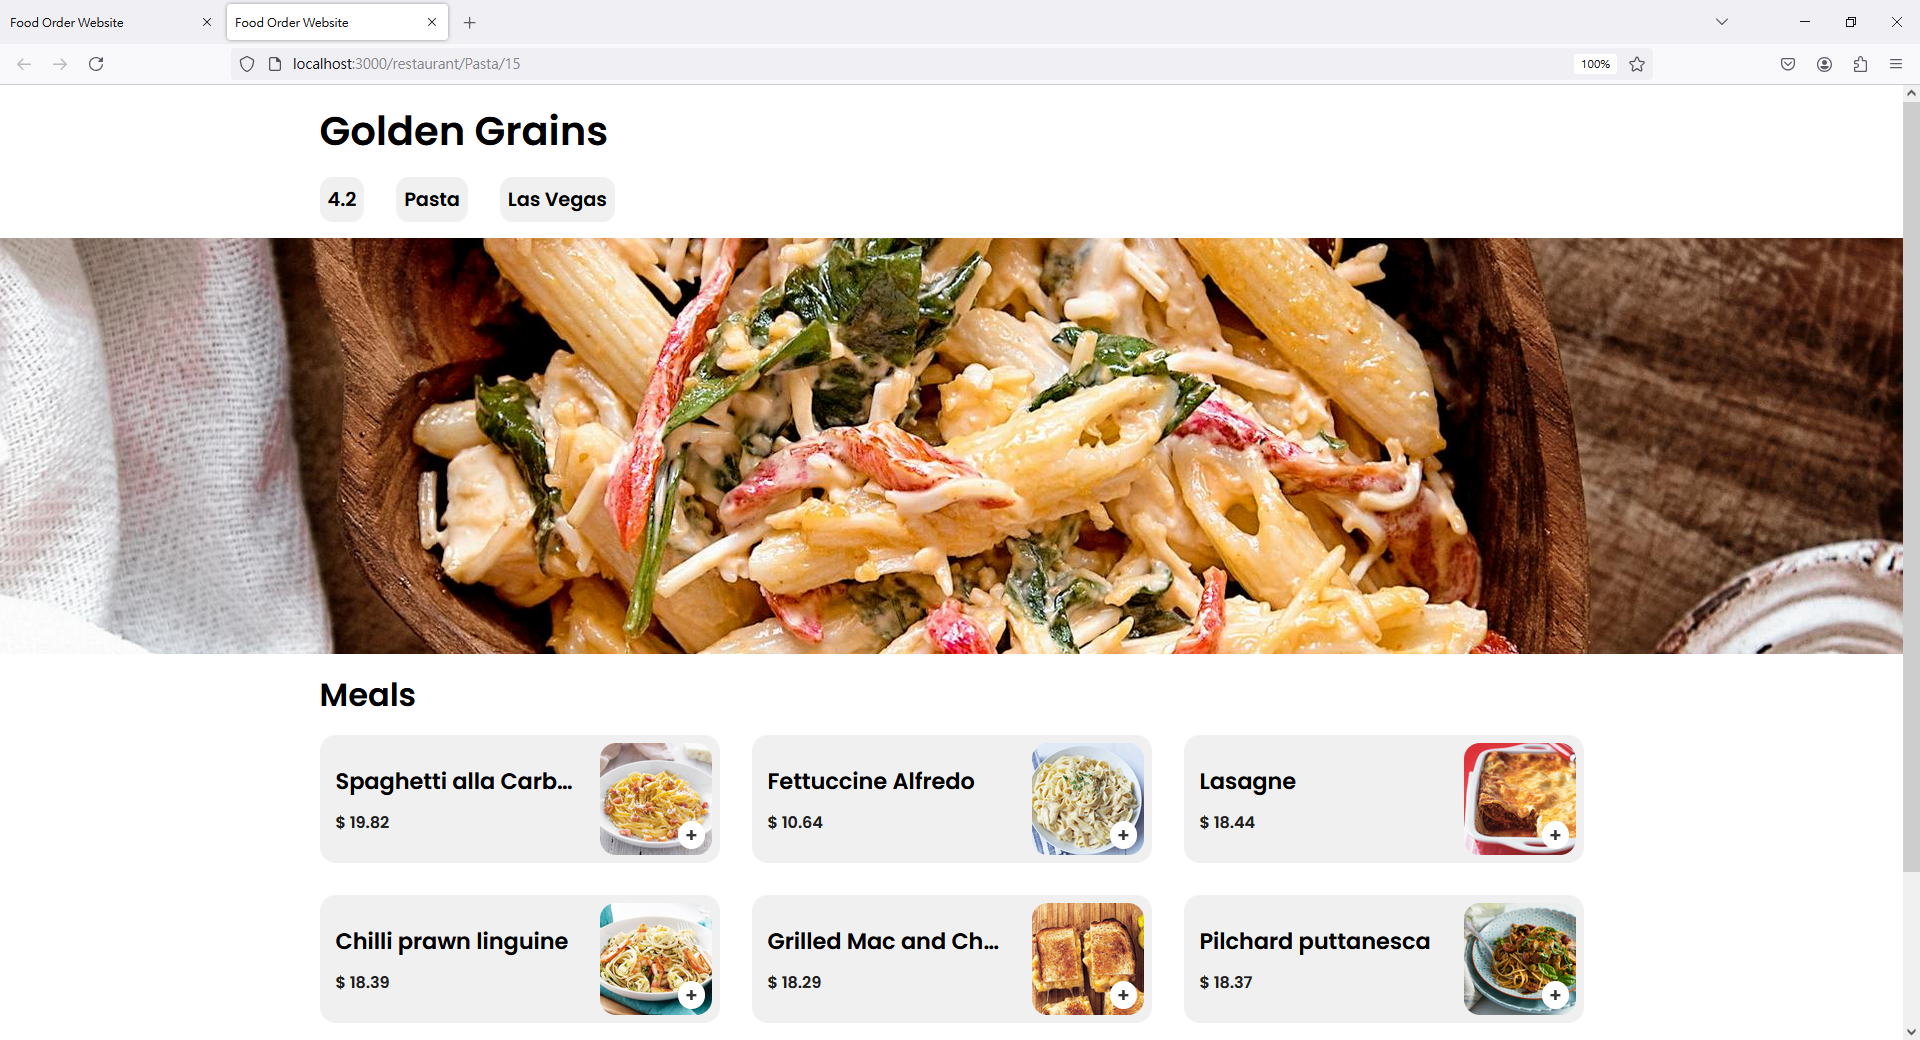 Food Order Website
Food Order Website
localhost:3000/restaurant/Pasta/15
100%
Golden Grains
4.2
Pasta
Las Vegas
Meals
Spaghetti alla Carb...
$ 19.82
+
Fettuccine Alfredo
$ 10.64
+
Lasagne
$ 18.44
+
Chilli prawn linguine
$ 18.39
+
Grilled Mac and Ch...
$ 18.29
+
Pilchard puttanesca
$ 18.37
+